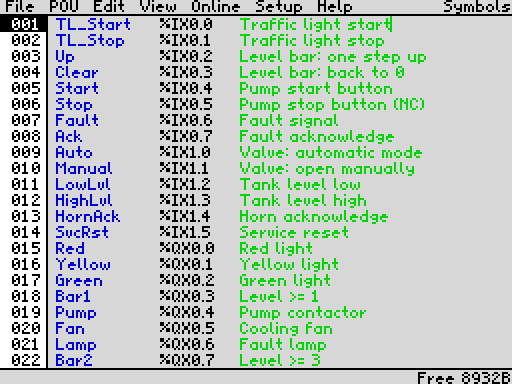 File POU Edit View Online Setup Help Symbols
001 TL_Start %IX0.0 Traffic light start
002 TL_Stop %IX0.1 Traffic light stop
003 Up %IX0.2 Level bar: one step up
004 Clear %IX0.3 Level bar: back to 0
005 Start %IX0.4 Pump start button
006 Stop %IX0.5 Pump stop button (NC)
007 Fault %IX0.6 Fault signal
008 Ack %IX0.7 Fault acknowledge
009 Auto %IX1.0 Valve: automatic mode
010 Manual %IX1.1 Valve: open manually
011 LowLvl %IX1.2 Tank level low
012 HighLvl %IX1.3 Tank level high
013 HornAck %IX1.4 Horn acknowledge
014 SvcRst %IX1.5 Service reset
015 Red %QX0.0 Red light
016 Yellow %QX0.1 Yellow light
017 Green %QX0.2 Green light
018 Bar1 %QX0.3 Level >= 1
019 Pump %QX0.4 Pump contactor
020 Fan %QX0.5 Cooling fan
021 Lamp %QX0.6 Fault lamp
022 Bar2 %QX0.7 Level >= 3
Free 8932B